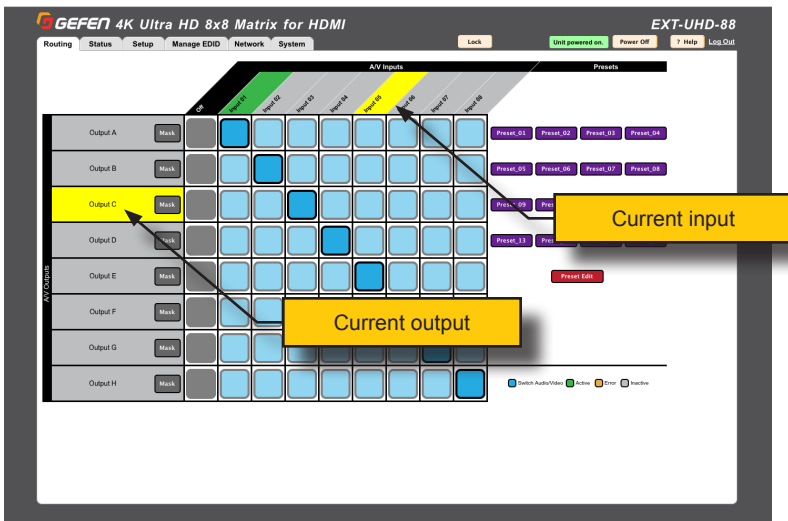 GEFEN 4K Ultra HD 8x8 Matrix for HDMI
EXT-UHD-88
Routing Status Setup Manage EDID Network System
Lock
Unit powered on. Power Off ? Help Log Out
A/V Inputs
Presets
Off Input 01 Input 02 Input 03 Input 04 Input 05 Input 06 Input 07 Input 08
Output A Mask
Preset_01 Preset_02 Preset_03 Preset_04
Output B Mask
Preset_05 Preset_06 Preset_07 Preset_08
Output C Mask
Current input
Output D Mask
Preset_13
A/V Outputs
Output E Mask
Preset Edit
Output F Mask
Current output
Output G Mask
Output H Mask
Switch Audio/Video Active Error Inactive